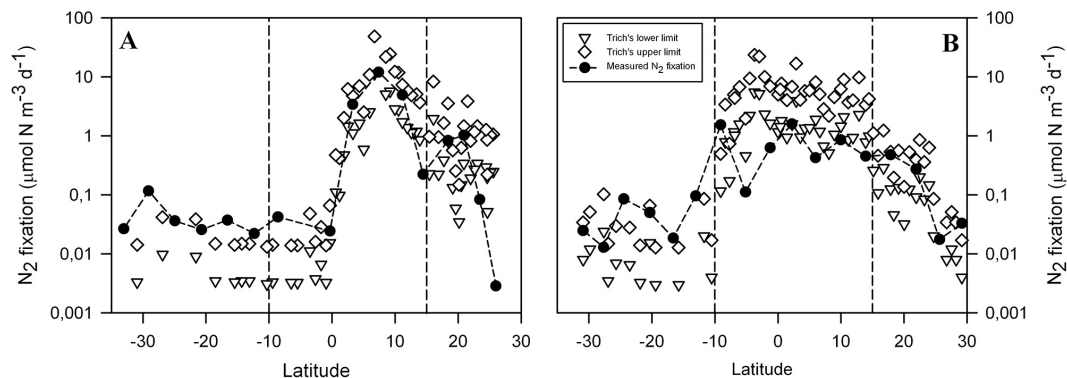 A
N2 fixation (μmol N m-3 d-1)
100
10
1
0,1
0,01
0,001
-30 -20 -10 0 10 20 30
Latitude
B
Trich's lower limit
Trich's upper limit
Measured N2 fixation
100
10
1
0,1
0,01
0,001
N2 fixation (μmol N m-3 d-1)
-30 -20 -10 0 10 20 30
Latitude